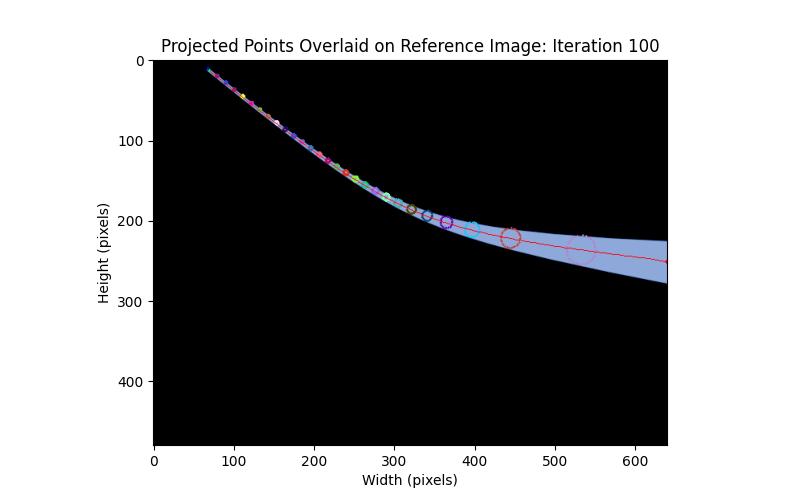 Projected Points Overlaid on Reference Image: Iteration 100
0
100
200
300
400
Height (pixels)
0 100 200 300 400 500 600
Width (pixels)